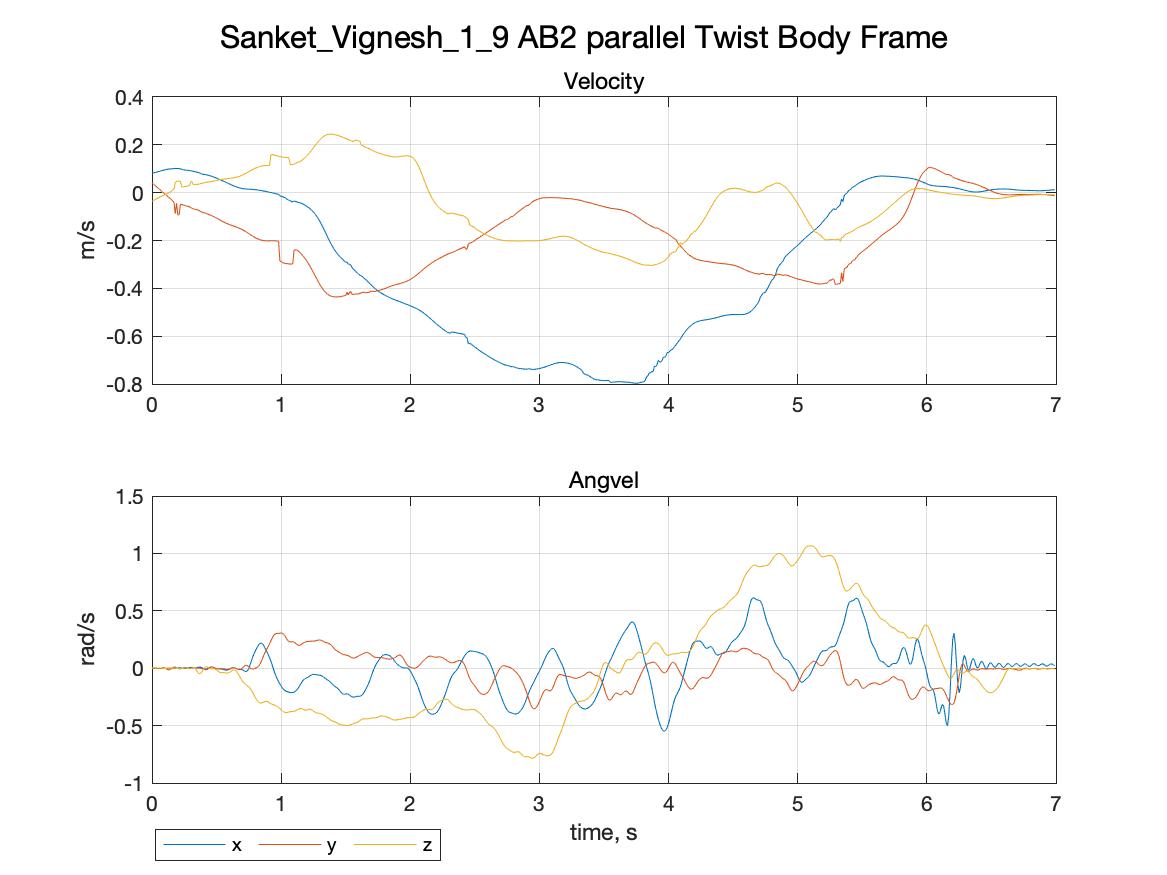 Sanket_Vignesh_1_9 AB2 parallel Twist Body Frame
Velocity
0.4
0.2
0
-0.2
-0.4
-0.6
-0.8
m/s
0 1 2 3 4 5 6 7
Angvel
1.5
1
0.5
0
-0.5
-1
rad/s
0 1 2 3 4 5 6 7
time, s
x y z